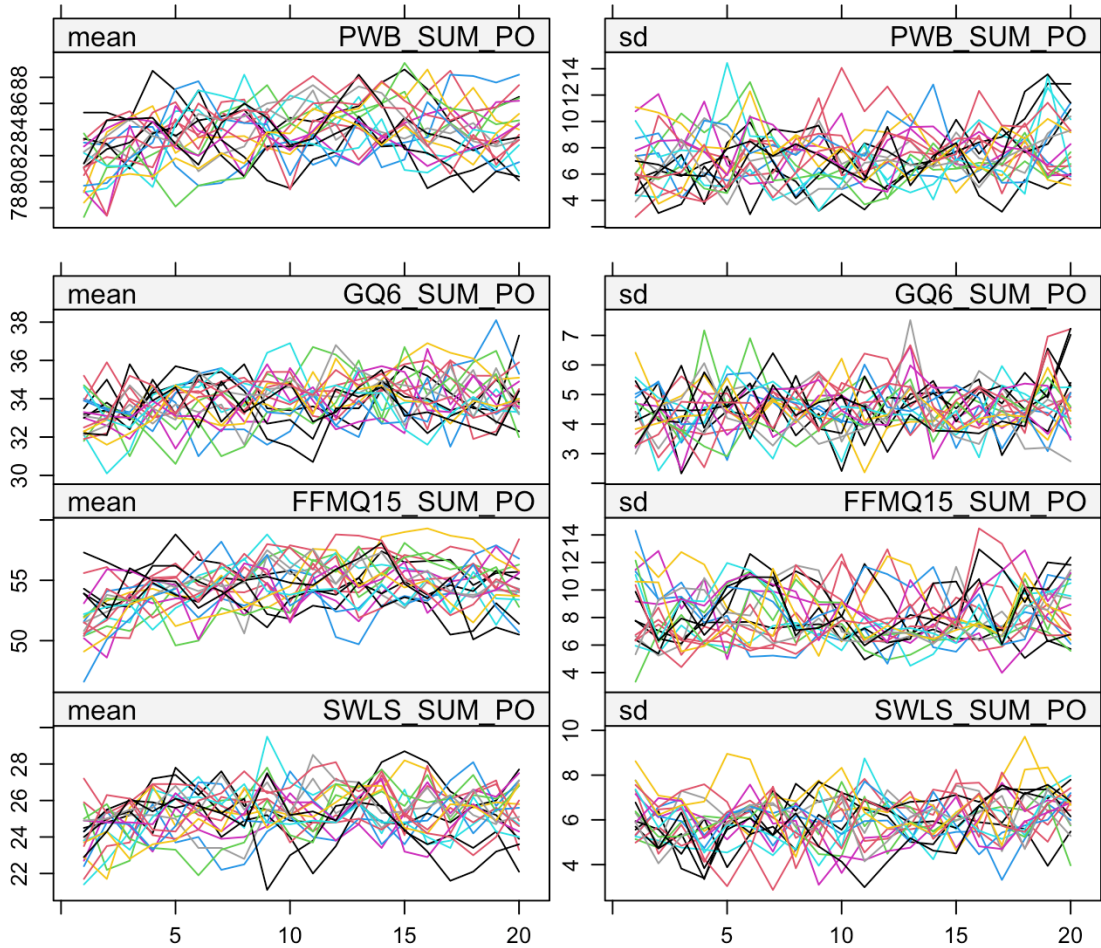 mean PWB_SUM_PO
sd PWB_SUM_PO
788082848688
4 6 8 101214
mean GQ6_SUM_PO
sd GQ6_SUM_PO
30 32 34 36 38
3 4 5 6 7
mean FFMQ15_SUM_PO
sd FFMQ15_SUM_PO
50 55
4 6 8 101214
mean SWLS_SUM_PO
sd SWLS_SUM_PO
22 24 26 28
4 6 8 10
5 10 15 20
5 10 15 20